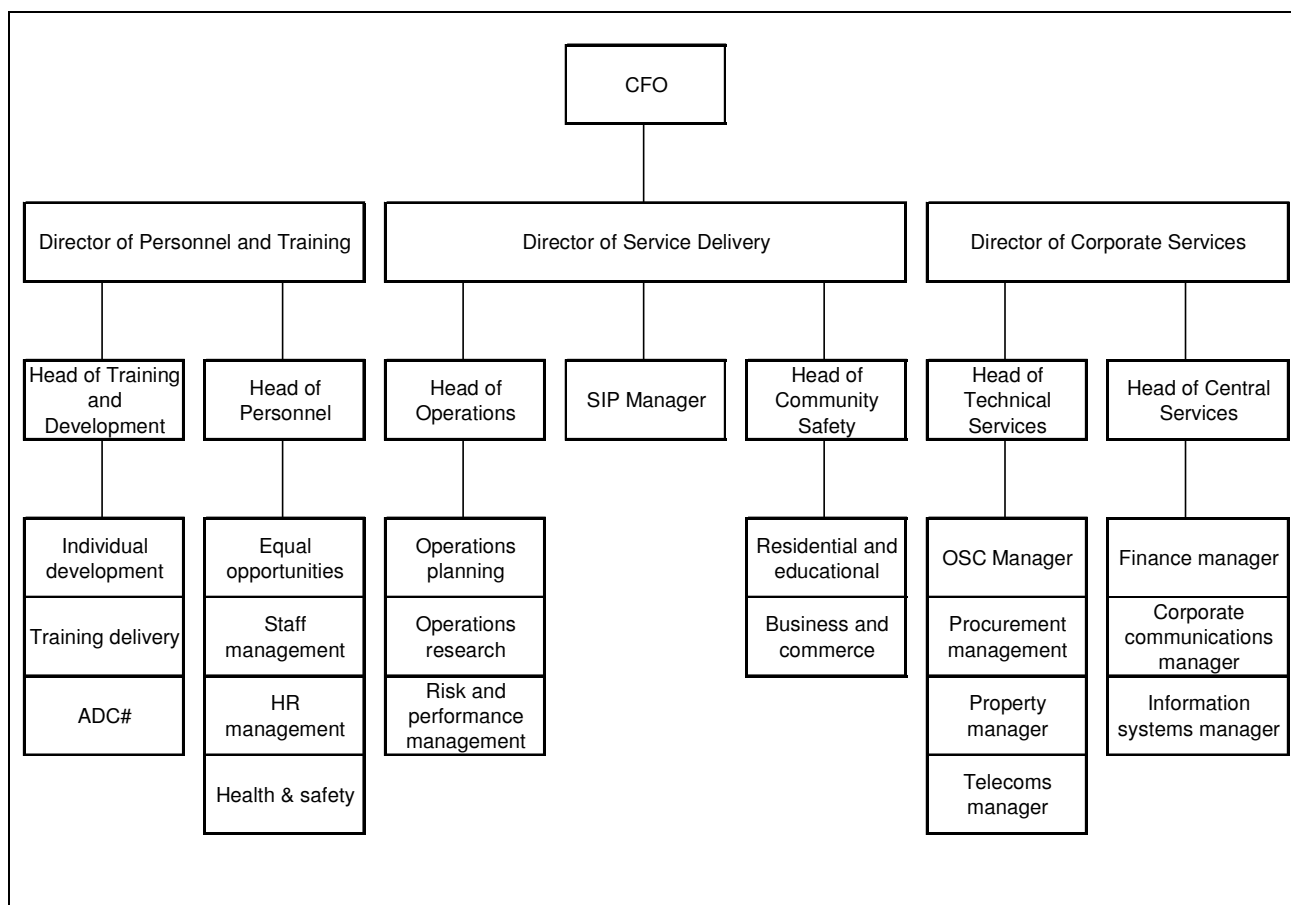 CFO
Director of Personnel and Training
Director of Service Delivery
Director of Corporate Services
Head of Training
and
Development
Head of
Personnel
Head of
Operations
SIP Manager
Head of
Community
Safety
Head of
Technical
Services
Head of Central
Services
Individual
development
Training delivery
ADC#
Equal
opportunities
Staff
management
HR
management
Health & safety
Operations
planning
Operations
research
Risk and
performance
management
Residential and
educational
Business and
commerce
OSC Manager
Procurement
management
Property
manager
Telecoms
manager
Finance manager
Corporate
communications
manager
Information
systems manager